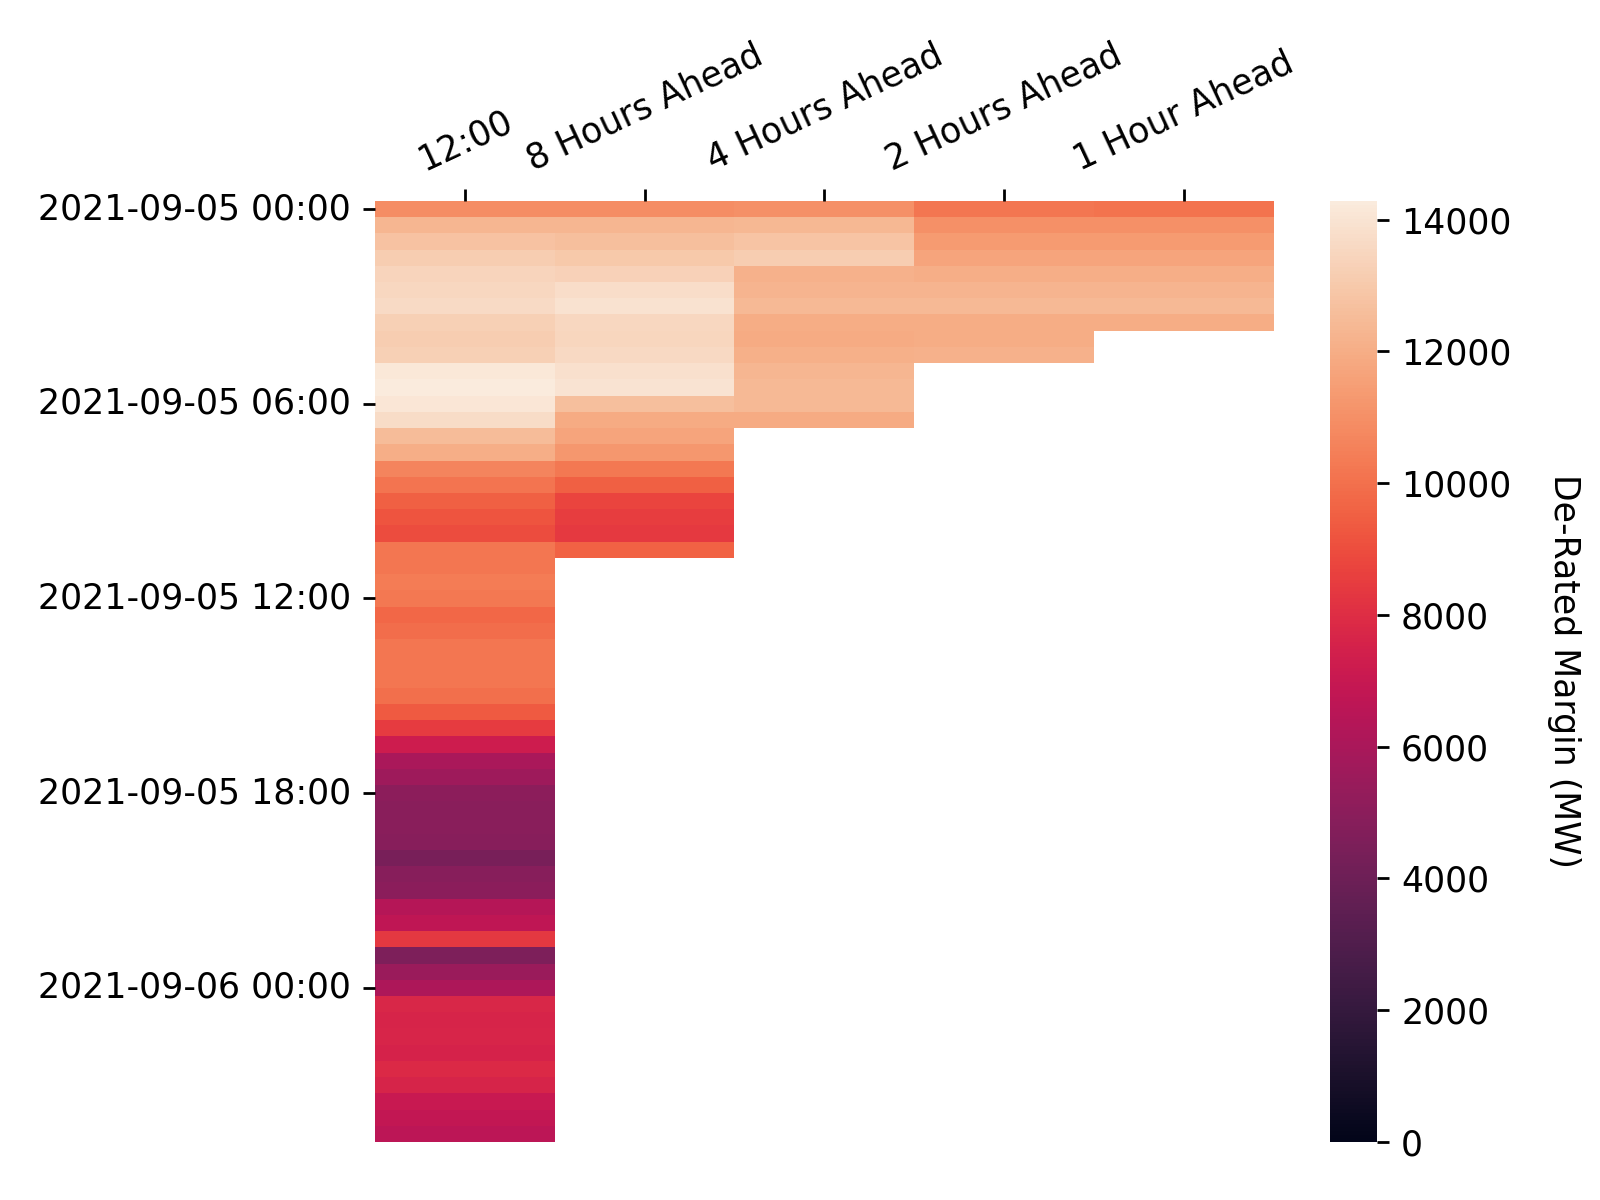 12:00
8 Hours Ahead
4 Hours Ahead
2 Hours Ahead
1 Hour Ahead
2021-09-05 00:00
2021-09-05 06:00
2021-09-05 12:00
2021-09-05 18:00
2021-09-06 00:00
14000
12000
10000
8000
6000
4000
2000
0
De-Rated Margin (MW)